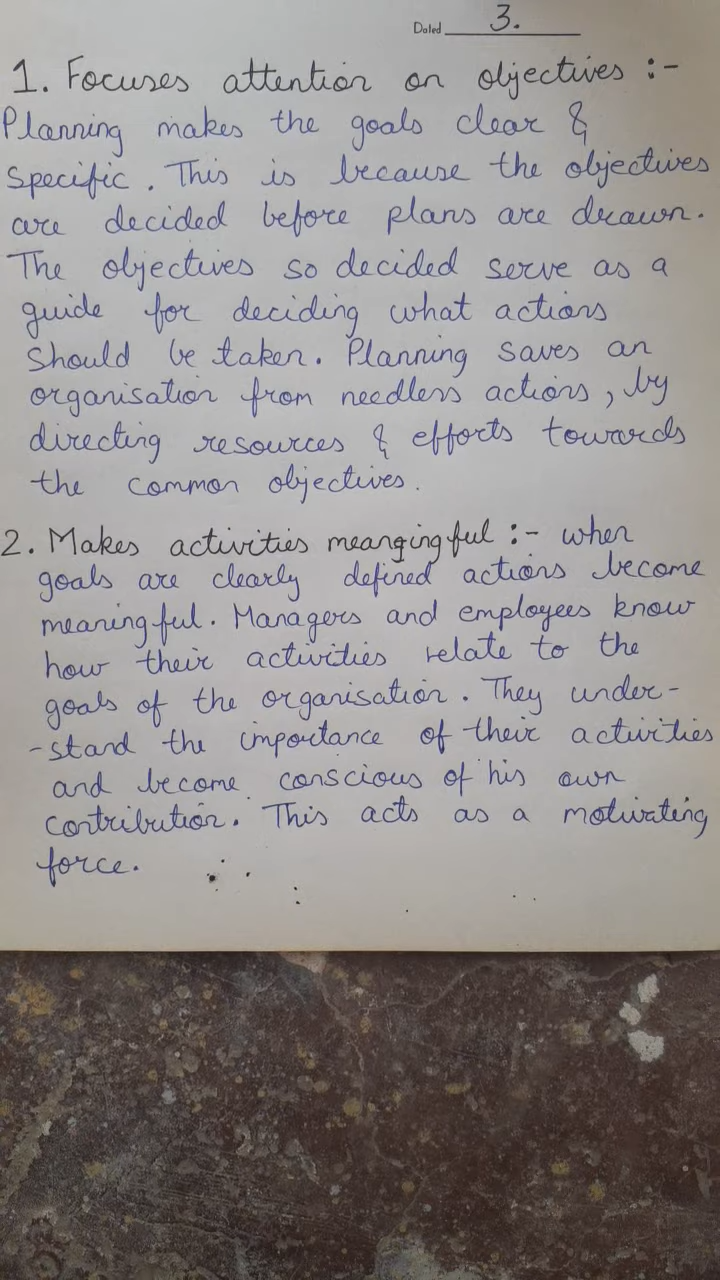 Dated 3.
1. Focuses attention on objectives :-
Planning makes the goals clear &
specific. This is because the objectives
are decided before plans are drawn.
The objectives so decided serve as a
guide for deciding what actions
should be taken. Planning saves an
organisation from needless actions, by
directing resources & efforts towards
the common objectives.
2. Makes activities meangingful :- when
goals are clearly defined actions become
meaningful. Managers and employees know
how their activities relate to the
goals of the organisation. They under-
-stand the importance of their activities
and become conscious of his own
contribution. This acts as a motivating
force.